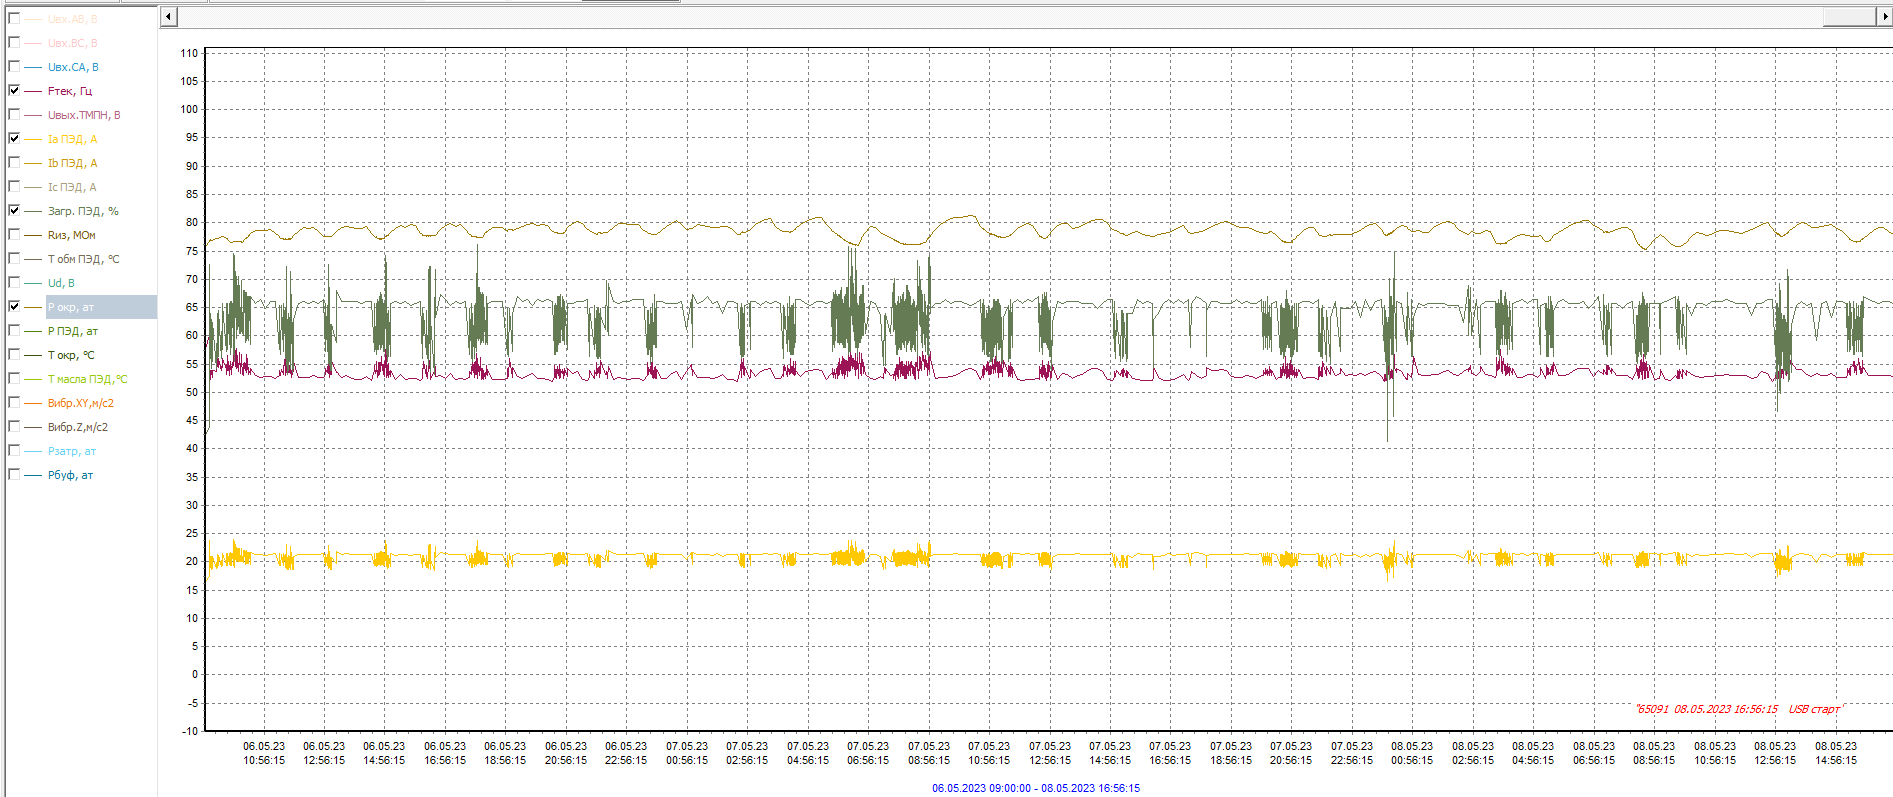 Uвх.AB, В
Uвх.BC, В
Uвх.CA, В
Fтек, Гц
Uвых.ТМПН, В
Ia ПЭД, А
Ib ПЭД, А
Ic ПЭД, А
Загр. ПЭД, %
Rиз, МОм
Т обм ПЭД, °С
Ud, В
Р окр, ат
Р ПЭД, ат
Т окр, °С
Т масла ПЭД,°С
Вибр.XY,м/с2
Вибр.Z,м/с2
Рзатр, ат
Рбуф, ат
110
105
100
95
90
85
80
75
70
65
60
55
50
45
40
35
30
25
20
15
10
5
0
-5
-10
"65091 08.05.2023 16:56:15 USB старт"
06.05.23 06.05.23 06.05.23 06.05.23 06.05.23 06.05.23 06.05.23 07.05.23 07.05.23 07.05.23 07.05.23 07.05.23 07.05.23 07.05.23 07.05.23 07.05.23 07.05.23 07.05.23 07.05.23 08.05.23 08.05.23 08.05.23 08.05.23 08.05.23 08.05.23 08.05.23 08.05.23
10:56:15 12:56:15 14:56:15 16:56:15 18:56:15 20:56:15 22:56:15 00:56:15 02:56:15 04:56:15 06:56:15 08:56:15 10:56:15 12:56:15 14:56:15 16:56:15 18:56:15 20:56:15 22:56:15 00:56:15 02:56:15 04:56:15 06:56:15 08:56:15 10:56:15 12:56:15 14:56:15
06.05.2023 09:00:00 - 08.05.2023 16:56:15